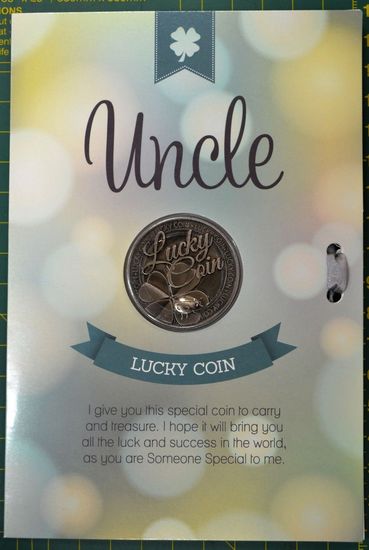 Uncle
Lucky
Coin
LUCKY COIN
I give you this special coin to carry
and treasure. I hope it will bring you
all the luck and success in the world,
as you are Someone Special to me.